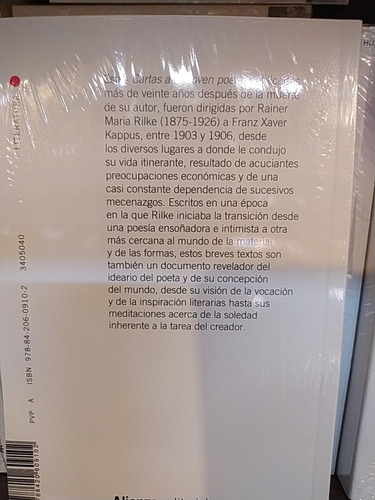 Estas Cartas a un joven poeta, publicadas
más de veinte años después de la muerte
de su autor, fueron dirigidas por Rainer
Maria Rilke (1875-1926) a Franz Xaver
Kappus, entre 1903 y 1906, desde
los diversos lugares a donde le condujo
su vida itinerante, resultado de acuciantes
preocupaciones económicas y de una
casi constante dependencia de sucesivos
mecenazgos. Escritos en una época
en la que Rilke iniciaba la transición desde
una poesía ensoñadora e intimista a otra
más cercana al mundo de la materia
y de las formas, estos breves textos son
también un documento revelador del
ideario del poeta y de su concepción
del mundo, desde su visión de la vocación
y de la inspiración literarias hasta sus
meditaciones acerca de la soledad
inherente a la tarea del creador.
LITERATURA
3405040
ISBN 978-84-206-0910-2
PVP A
9788420609102
Alianza editorial
HU